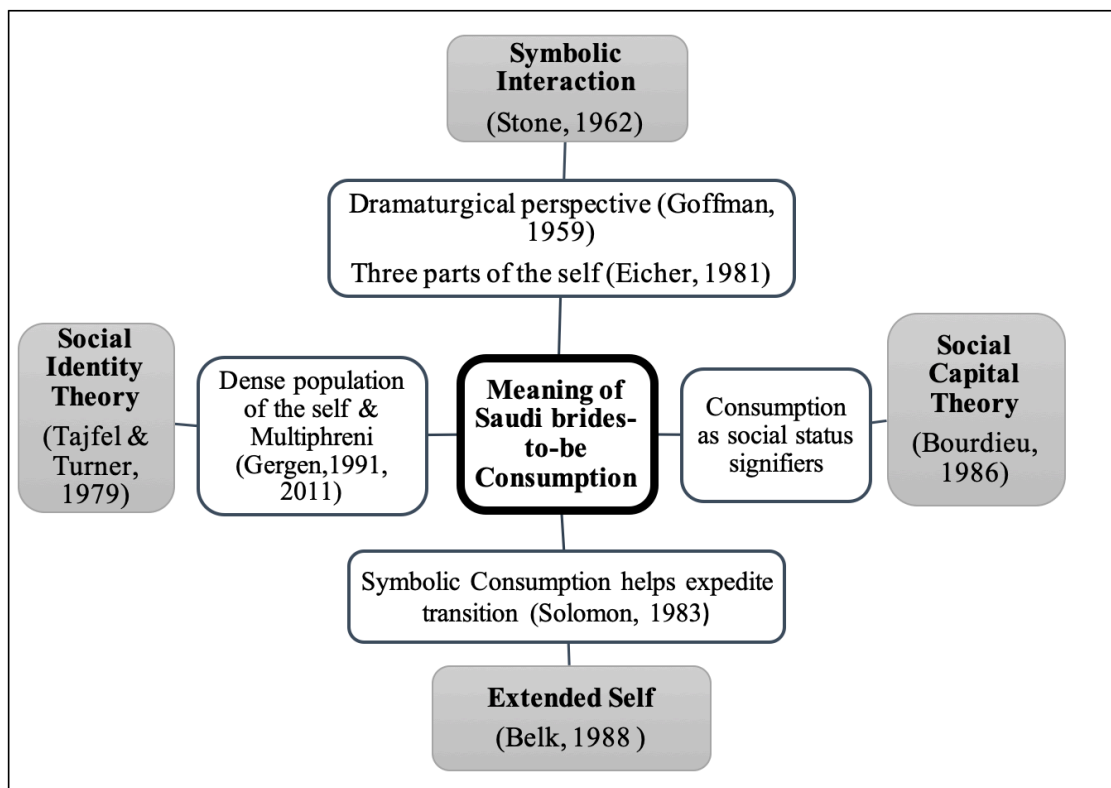 Symbolic
Interaction
(Stone, 1962)
Dramaturgical perspective (Goffman,
1959)
Three parts of the self (Eicher, 1981)
Social
Identity
Theory
(Tajfel &
Turner,
1979)
Dense population
of the self &
Multiphreni
(Gergen,1991,
2011)
Meaning of
Saudi brides-
to-be
Consumption
Consumption
as social status
signifiers
Social
Capital
Theory
(Bourdieu,
1986)
Symbolic Consumption helps expedite
transition (Solomon, 1983)
Extended Self
(Belk, 1988 )